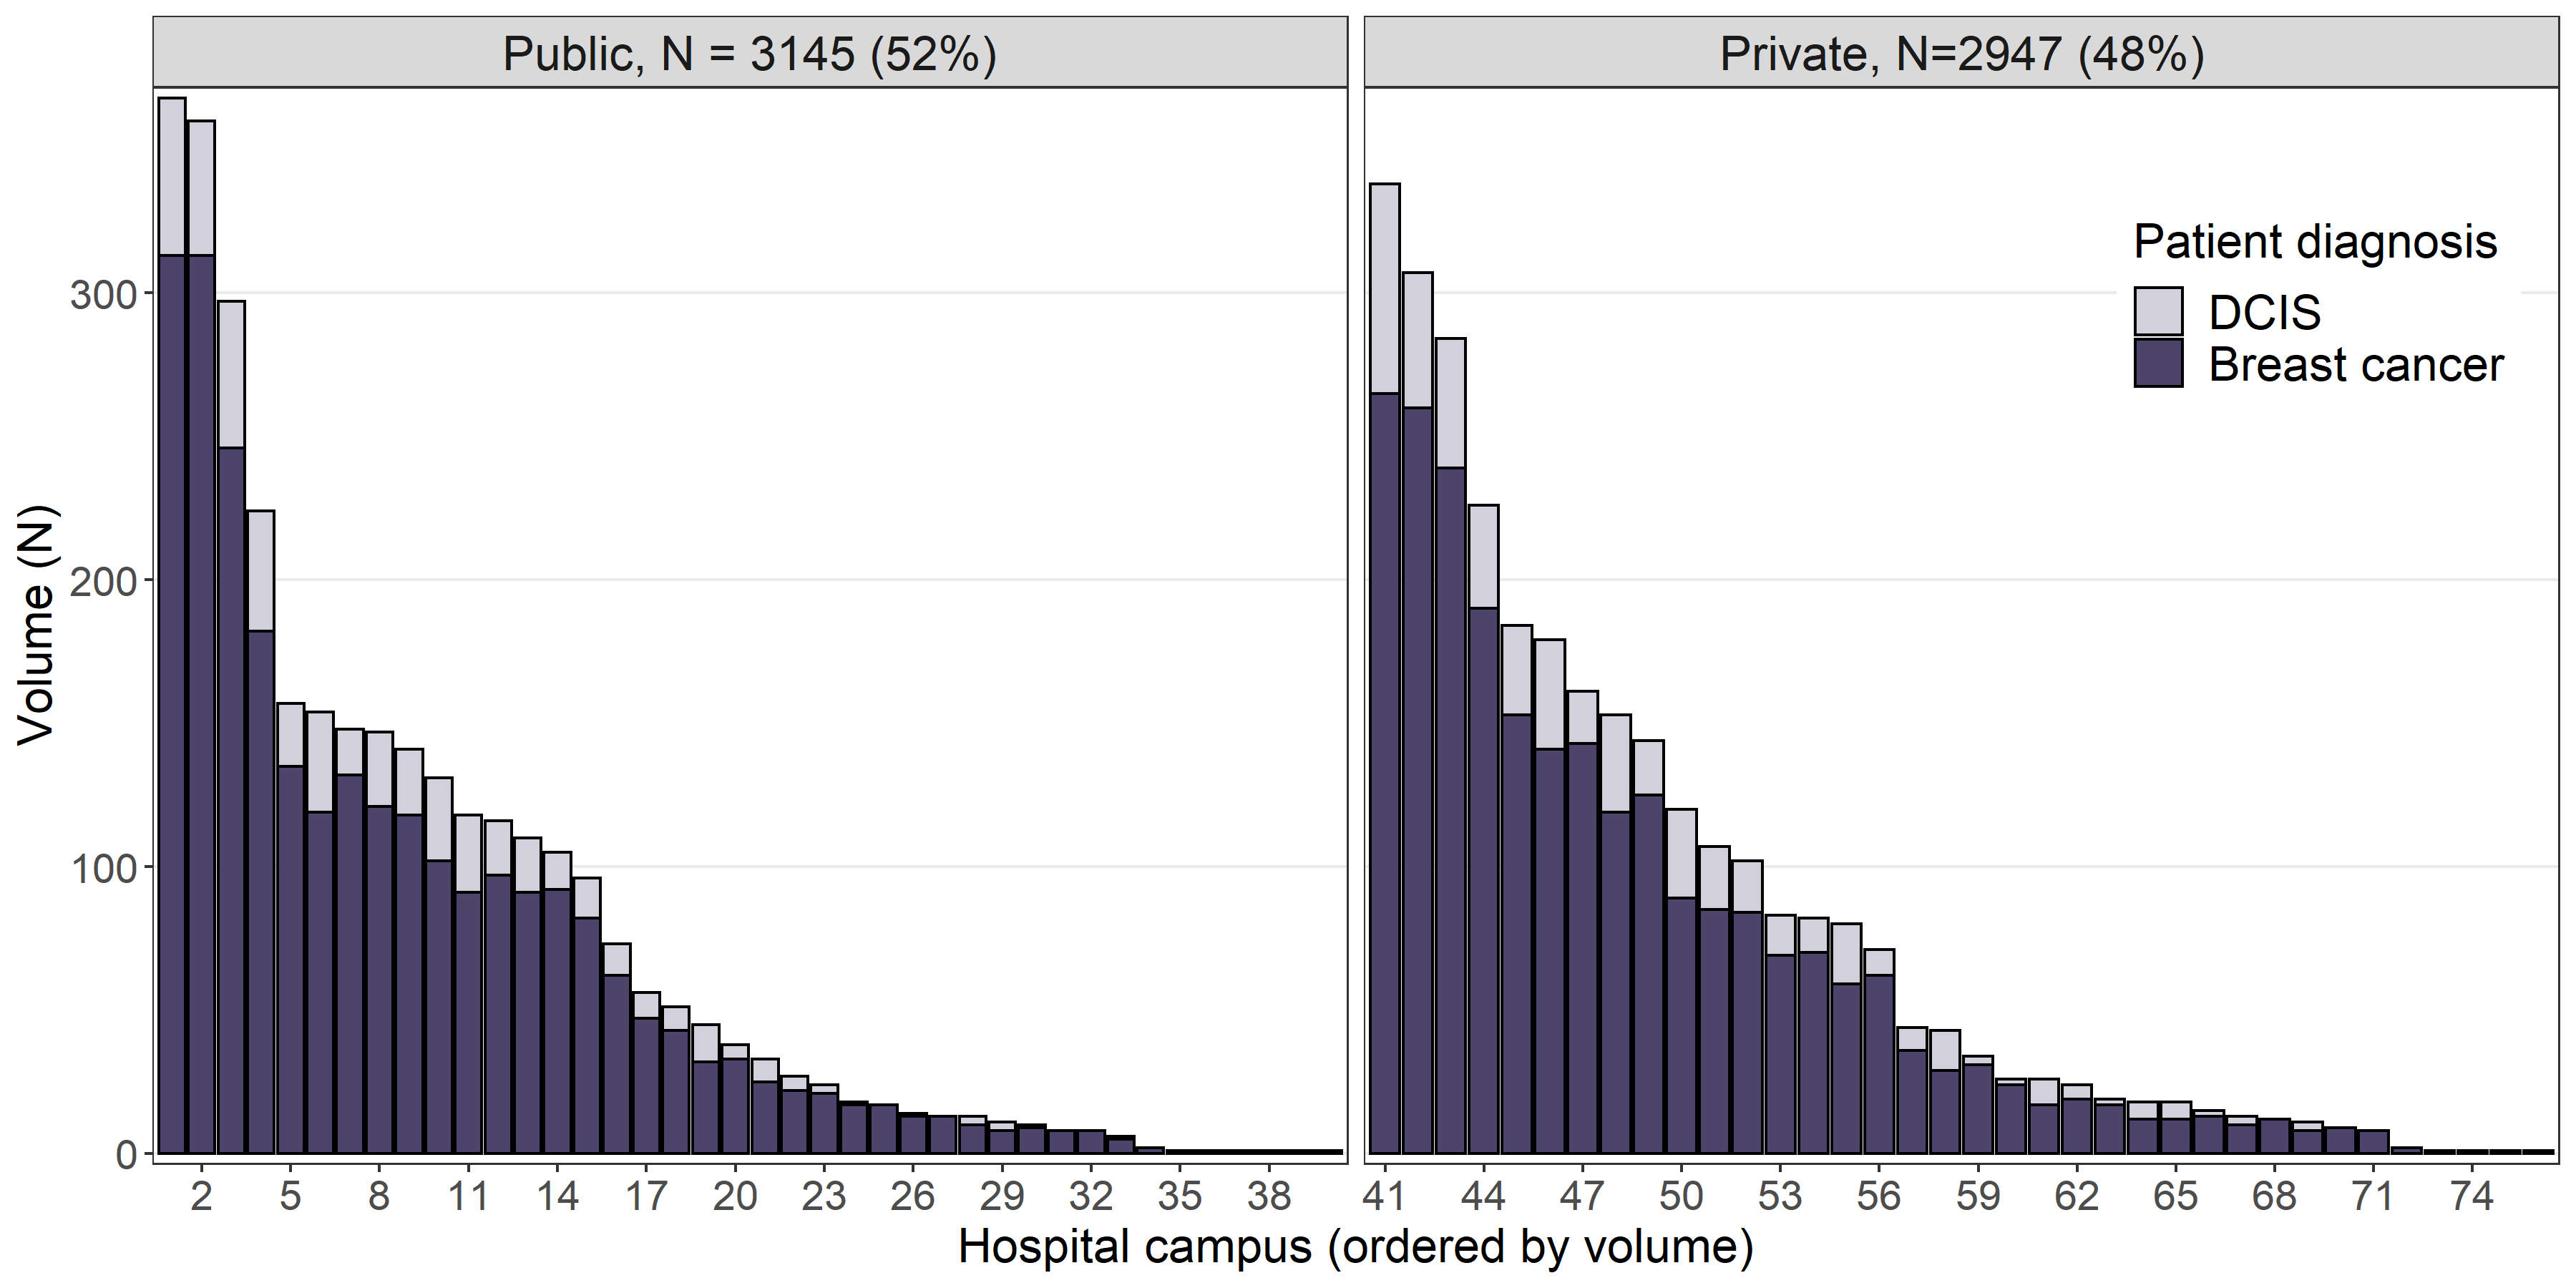 Public, N = 3145 (52%)
Private, N=2947 (48%)
Patient diagnosis
DCIS
Breast cancer
Volume (N)
300
200
100
0
2 5 8 11 14 17 20 23 26 29 32 35 38
41 44 47 50 53 56 59 62 65 68 71 74
Hospital campus (ordered by volume)